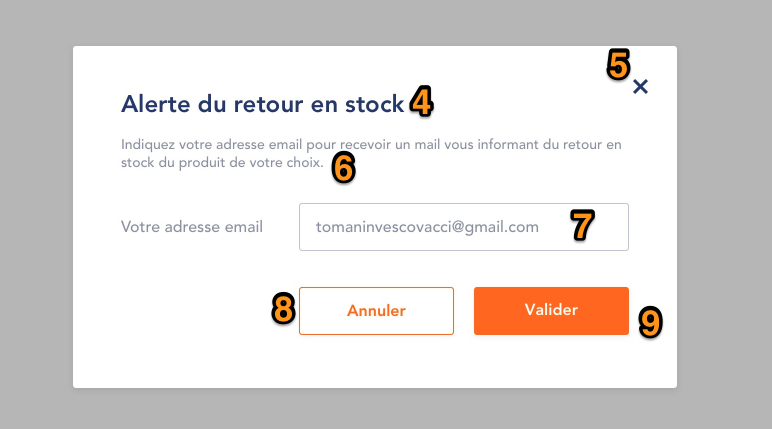 5
Alerte du retour en stock 4
Indiquez votre adresse email pour recevoir un mail vous informant du retour en
stock du produit de votre choix. 6
Votre adresse email tomaninvescovacci@gmail.com 7
8 Annuler Valider 9